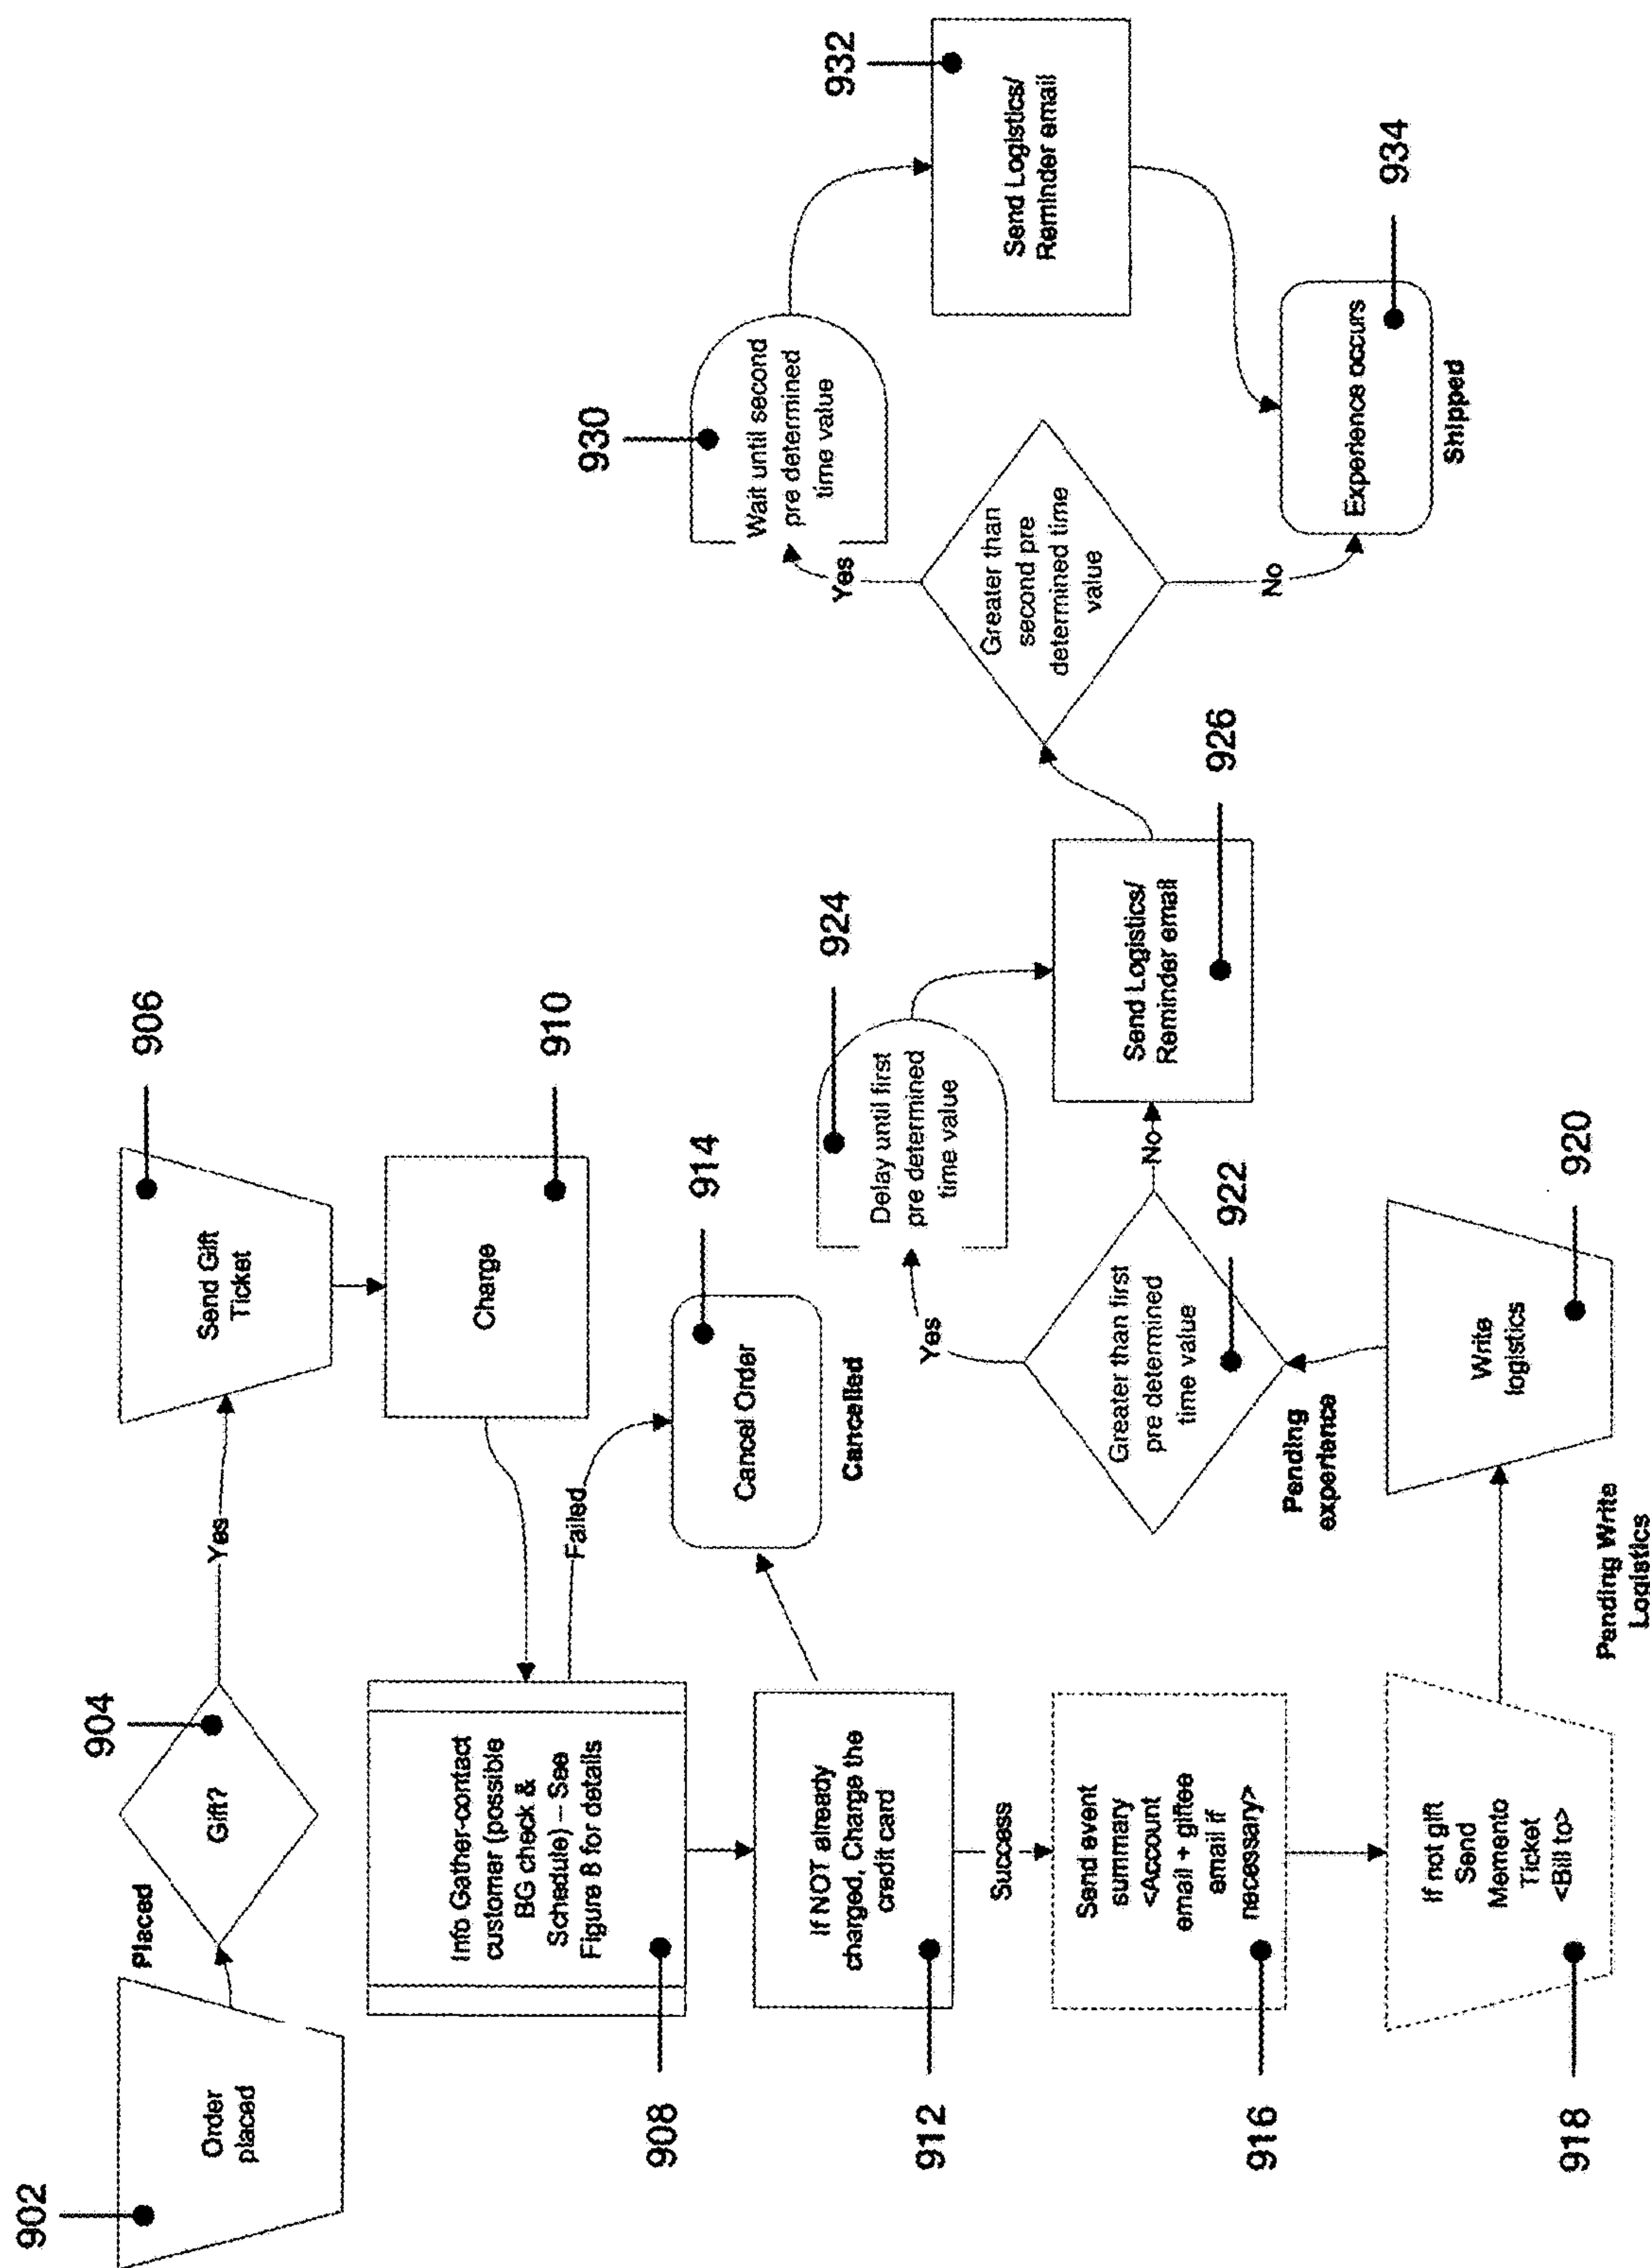 902
Order
placed
Placed
904
Gift?
Yes
906
Send Gift
Ticket
910
Charge
908
Info Gather-contact
customer (possible
BG check &
Schedule) – See
Figure 8 for details
Failed
914
Cancel Order
Cancelled
912
If NOT already
charged, Charge the
credit card
Success
916
Send event
summary
<Account
email + giftee
email if
necessary>
918
If not gift
Send
Memento
Ticket
<Bill to>
Pending Write
Logistics
920
Write
logistics
Pending
experience
922
Greater than first
pre determined
time value
Yes
No
924
Delay until first
pre determined
time value
926
Send Logistics/
Reminder email
Greater than
second pre
determined time
value
Yes
No
930
Wait until second
pre determined
time value
932
Send Logistics/
Reminder email
934
Experience occurs
Shipped